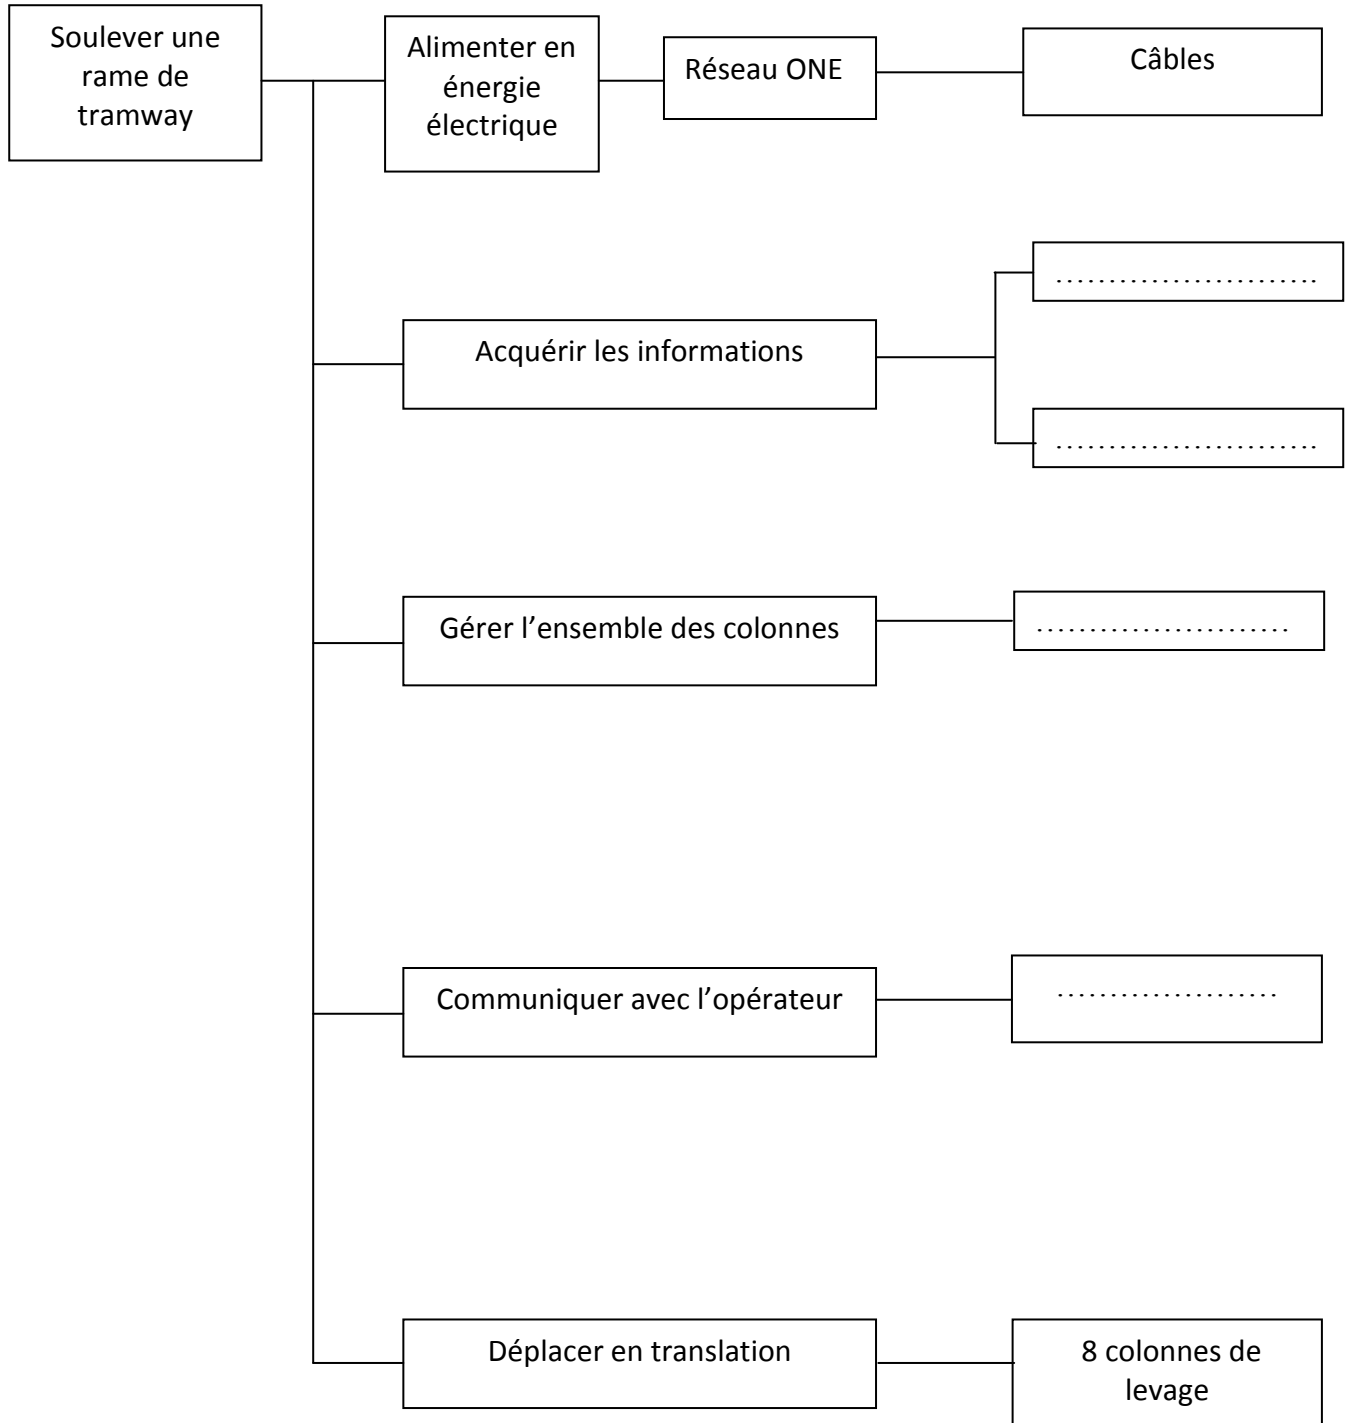 Soulever une
rame de
tramway
Alimenter en
énergie
électrique
Réseau ONE
Câbles
Acquérir les informations
.........................
.........................
Gérer l’ensemble des colonnes
........................
Communiquer avec l’opérateur
.....................
Déplacer en translation
8 colonnes de
levage